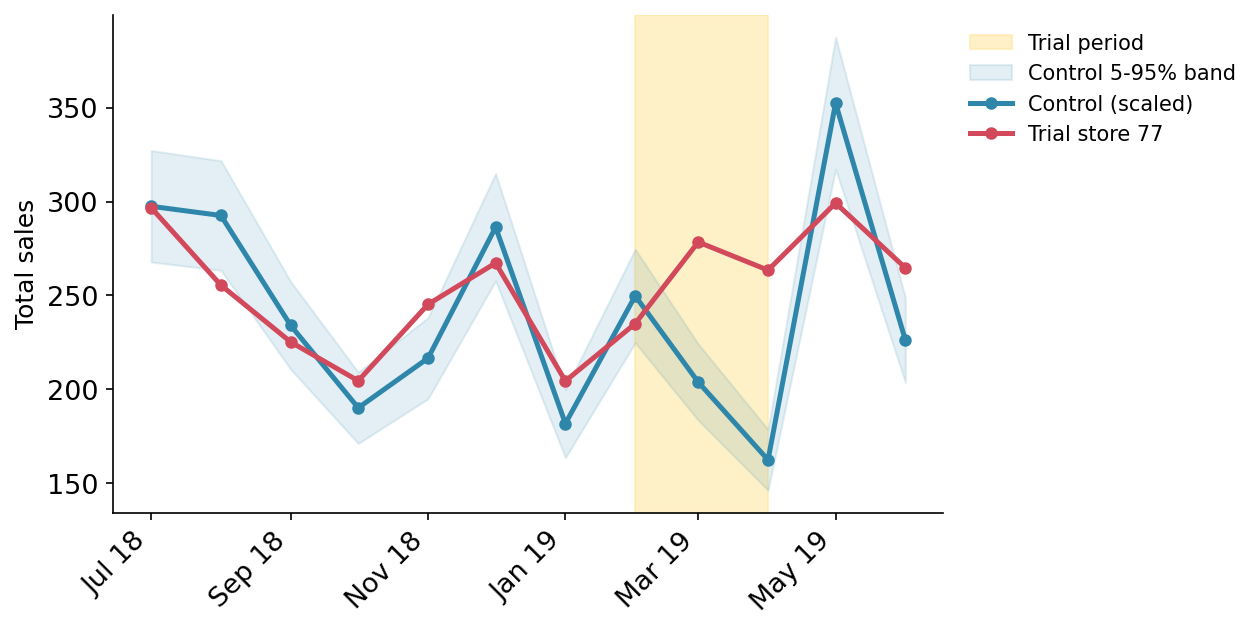 Trial period
Control 5-95% band
Control (scaled)
Trial store 77
Total sales
350
300
250
200
150
Jul 18
Sep 18
Nov 18
Jan 19
Mar 19
May 19